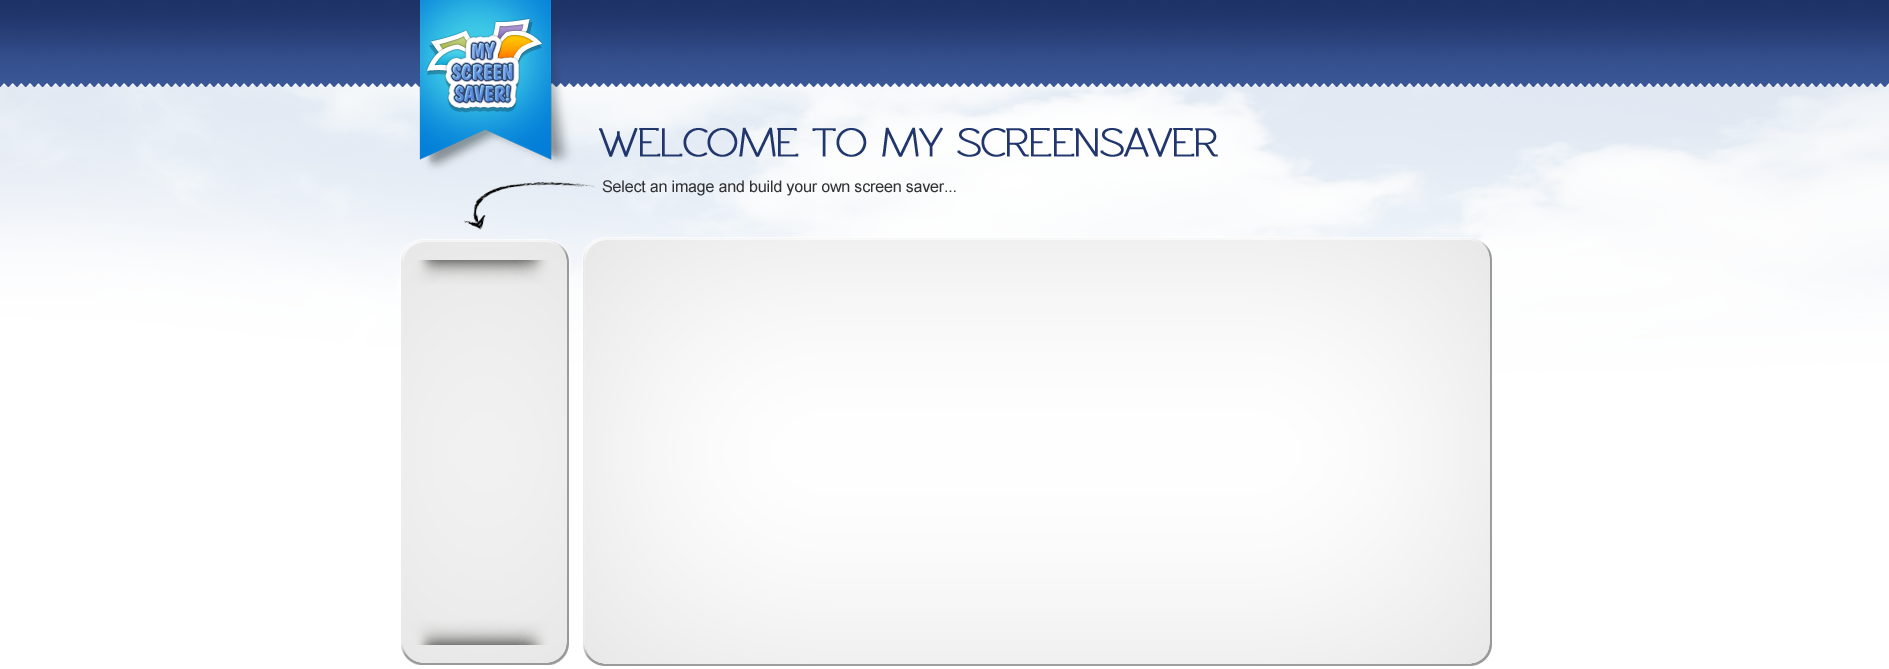 MY
SCREEN
SAVER!
WELCOME TO MY SCREENSAVER
Select an image and build your own screen saver...